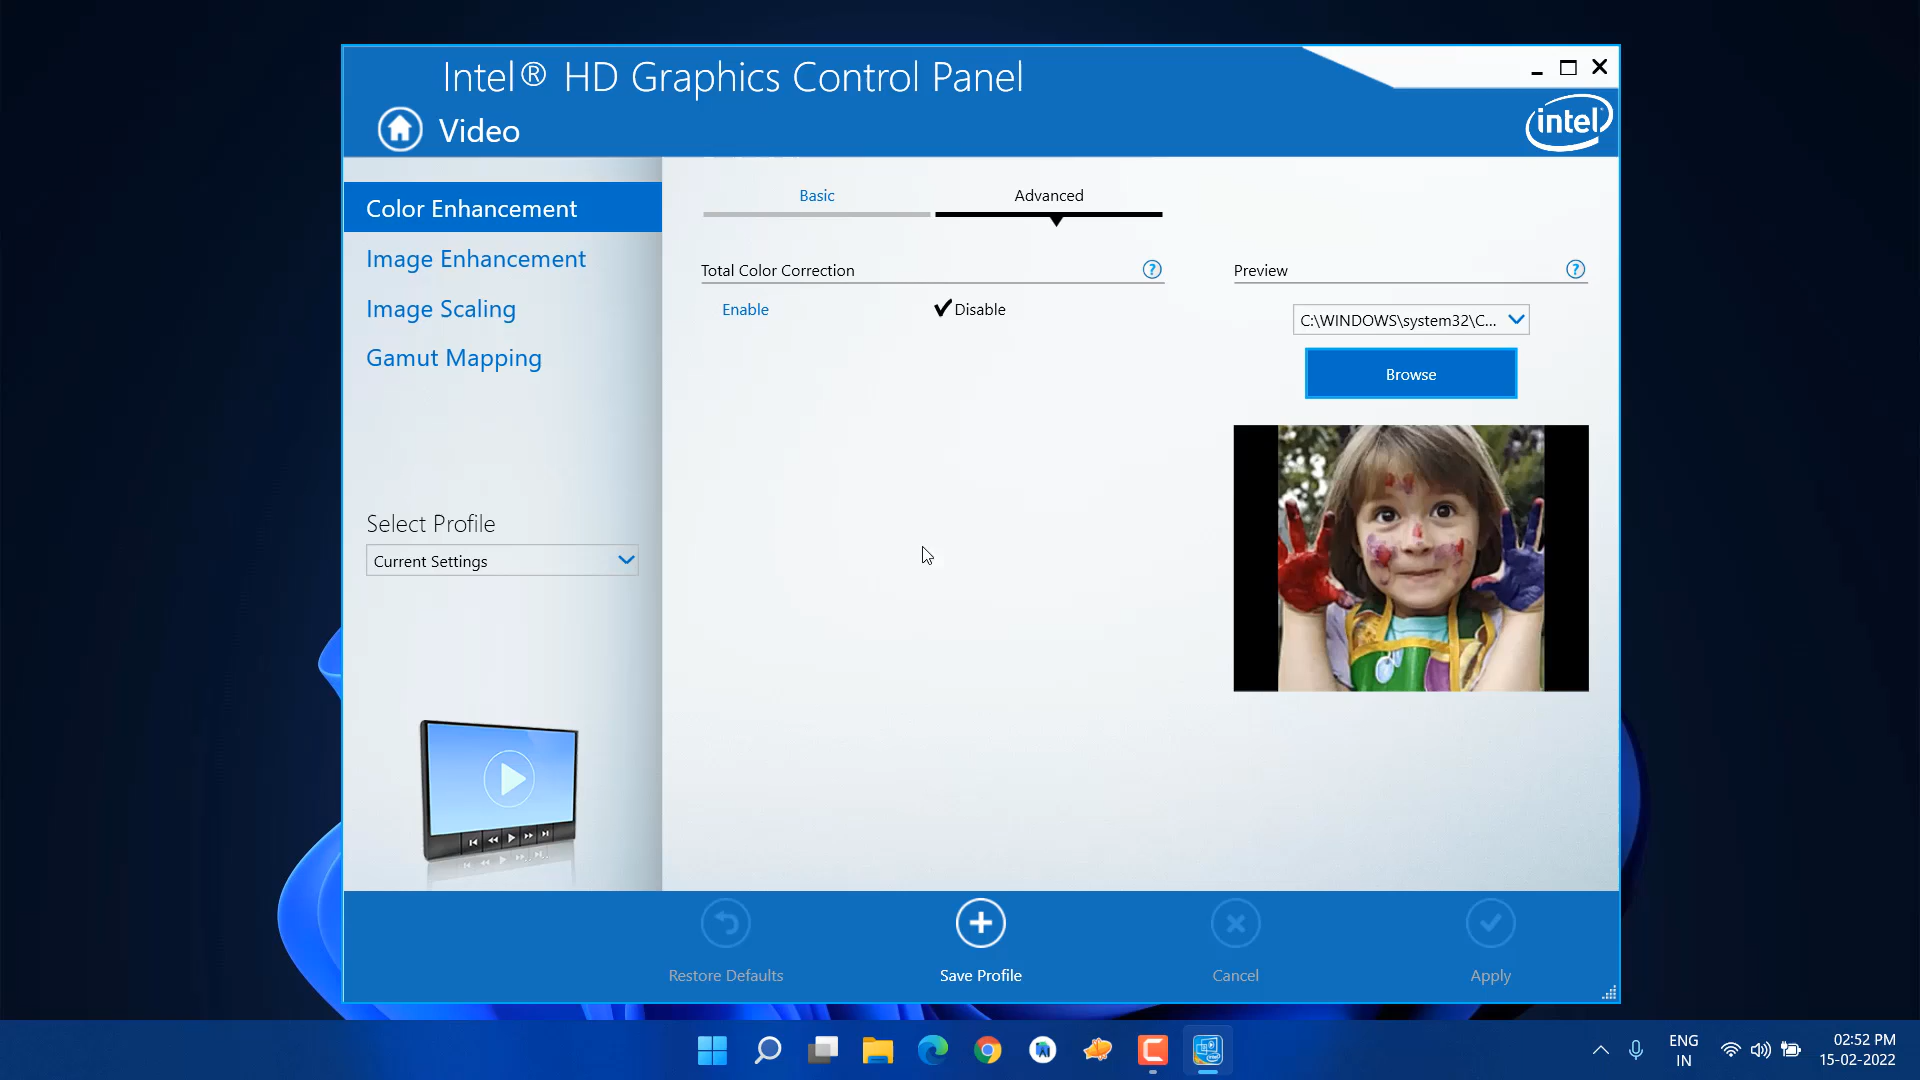 Intel® HD Graphics Control Panel
Video
intel
Color Enhancement
Image Enhancement
Image Scaling
Gamut Mapping
Select Profile
Current Settings
Basic
Advanced
Total Color Correction
?
Enable
Disable
Preview
?
C:\WINDOWS\system32\C...
Browse
Restore Defaults
Save Profile
Cancel
Apply
ENG
IN
02:52 PM
15-02-2022